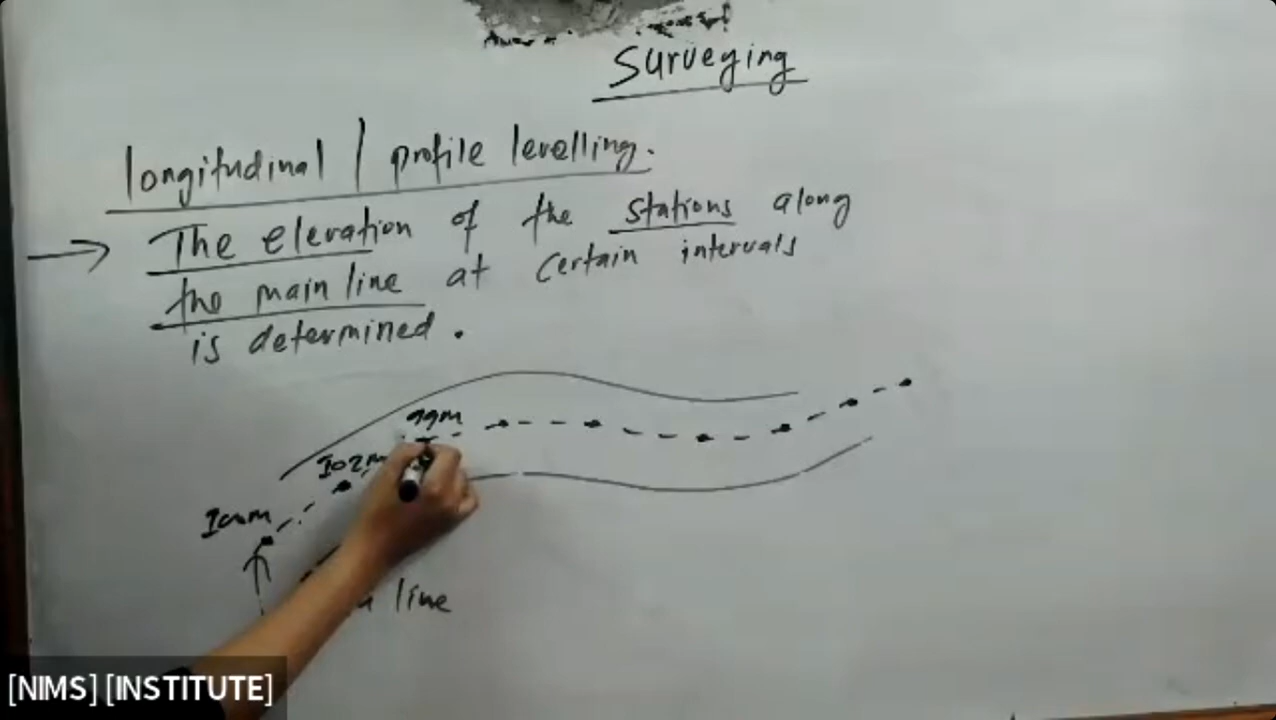 Surveying
longitudinal / profile levelling.
→ The elevation of the stations along
the main line at certain intervals
is determined.
99m
102m
100m
line
[NIMS] [INSTITUTE]